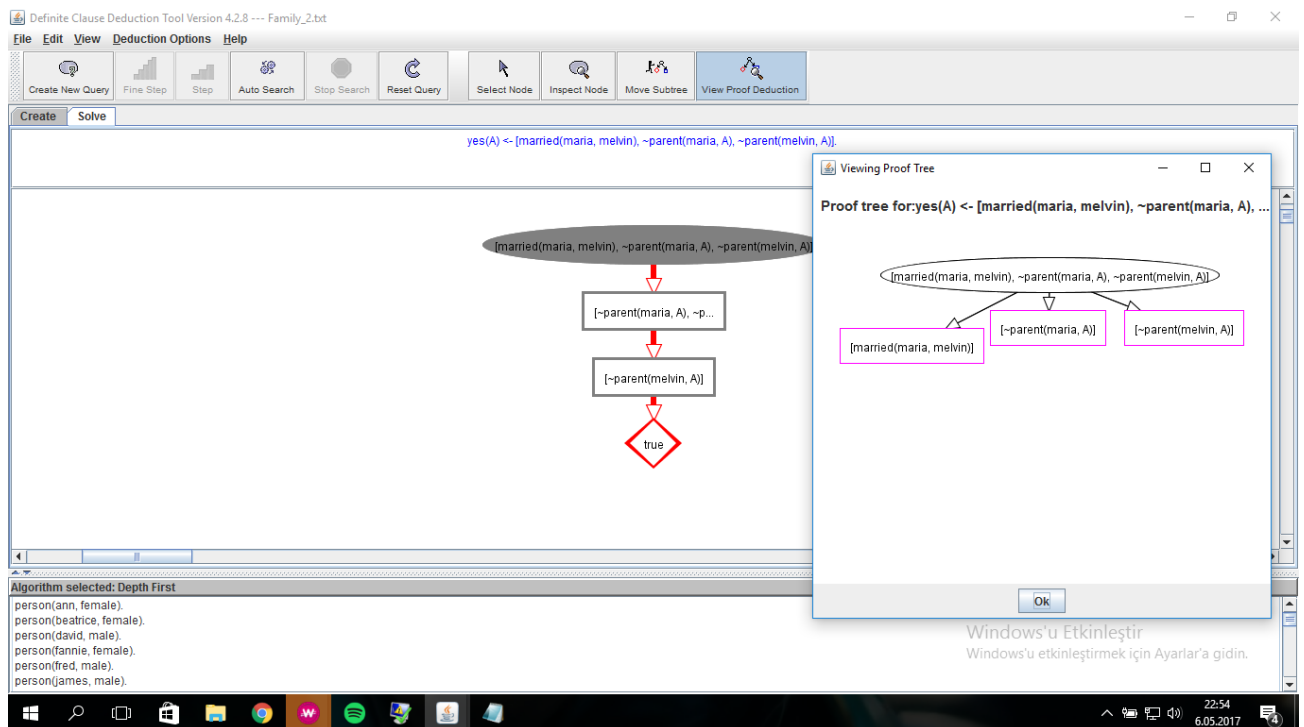 Definite Clause Deduction Tool Version 4.2.8 --- Family_2.txt
File Edit View Deduction Options Help
Create New Query Fine Step Step Auto Search Stop Search Reset Query Select Node Inspect Node Move Subtree View Proof Deduction
Create Solve
yes(A) <- [married(maria, melvin), ~parent(maria, A), ~parent(melvin, A)].
[married(maria, melvin), ~parent(maria, A), ~parent(melvin, A)]
[~parent(maria, A), ~p...
[~parent(melvin, A)]
true
Viewing Proof Tree
Proof tree for:yes(A) <- [married(maria, melvin), ~parent(maria, A), ...
[married(maria, melvin), ~parent(maria, A), ~parent(melvin, A)]
[married(maria, melvin)]
[~parent(maria, A)]
[~parent(melvin, A)]
Ok
Algorithm selected: Depth First
person(ann, female).
person(beatrice, female).
person(david, male).
person(fannie, female).
person(fred, male).
person(james, male).
Windows'u Etkinleştir
Windows'u etkinleştirmek için Ayarlar'a gidin.
22:54
6.05.2017
4